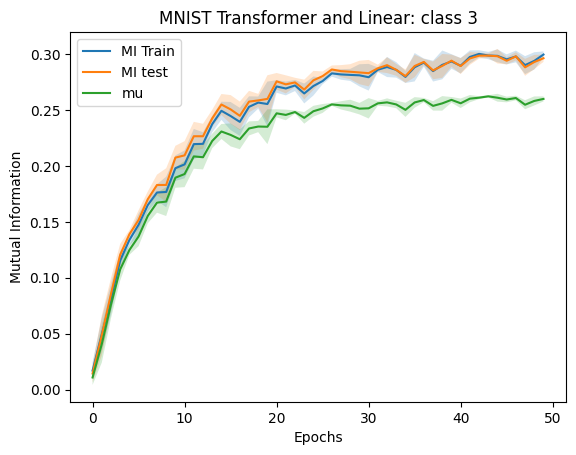 MNIST Transformer and Linear: class 3
MI Train
MI test
mu
Mutual Information
0.30
0.25
0.20
0.15
0.10
0.05
0.00
0
10
20
30
40
50
Epochs